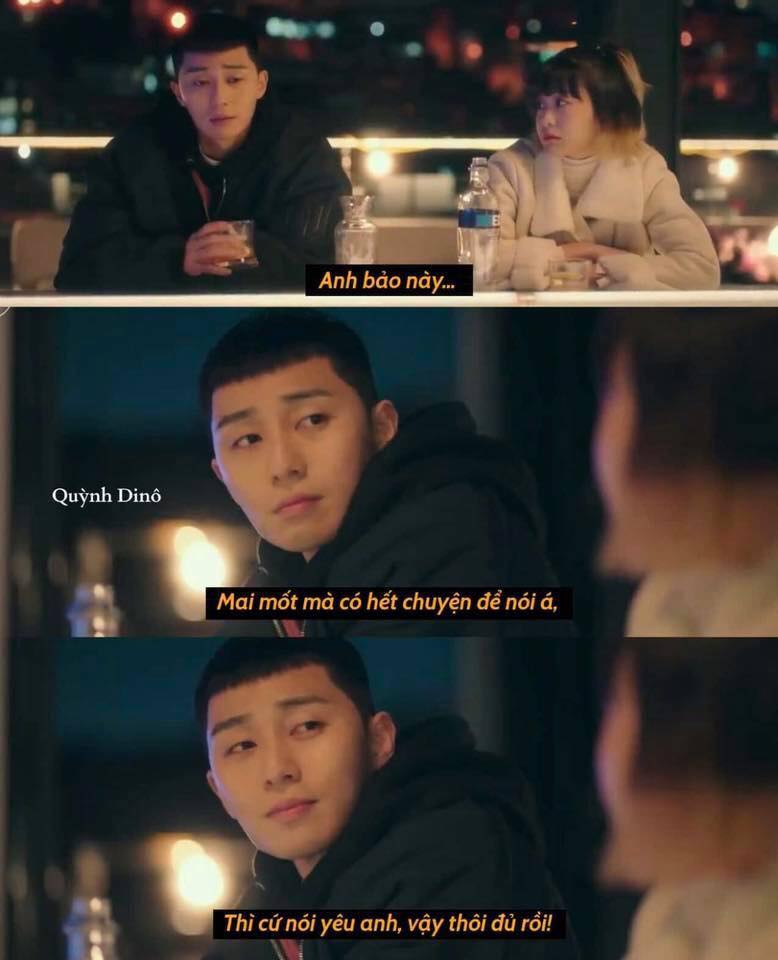 Anh bảo này...
Quỳnh Dinô
Mai mốt mà có hết chuyện để nói á,
Thì cứ nói yêu anh, vậy thôi đủ rồi!